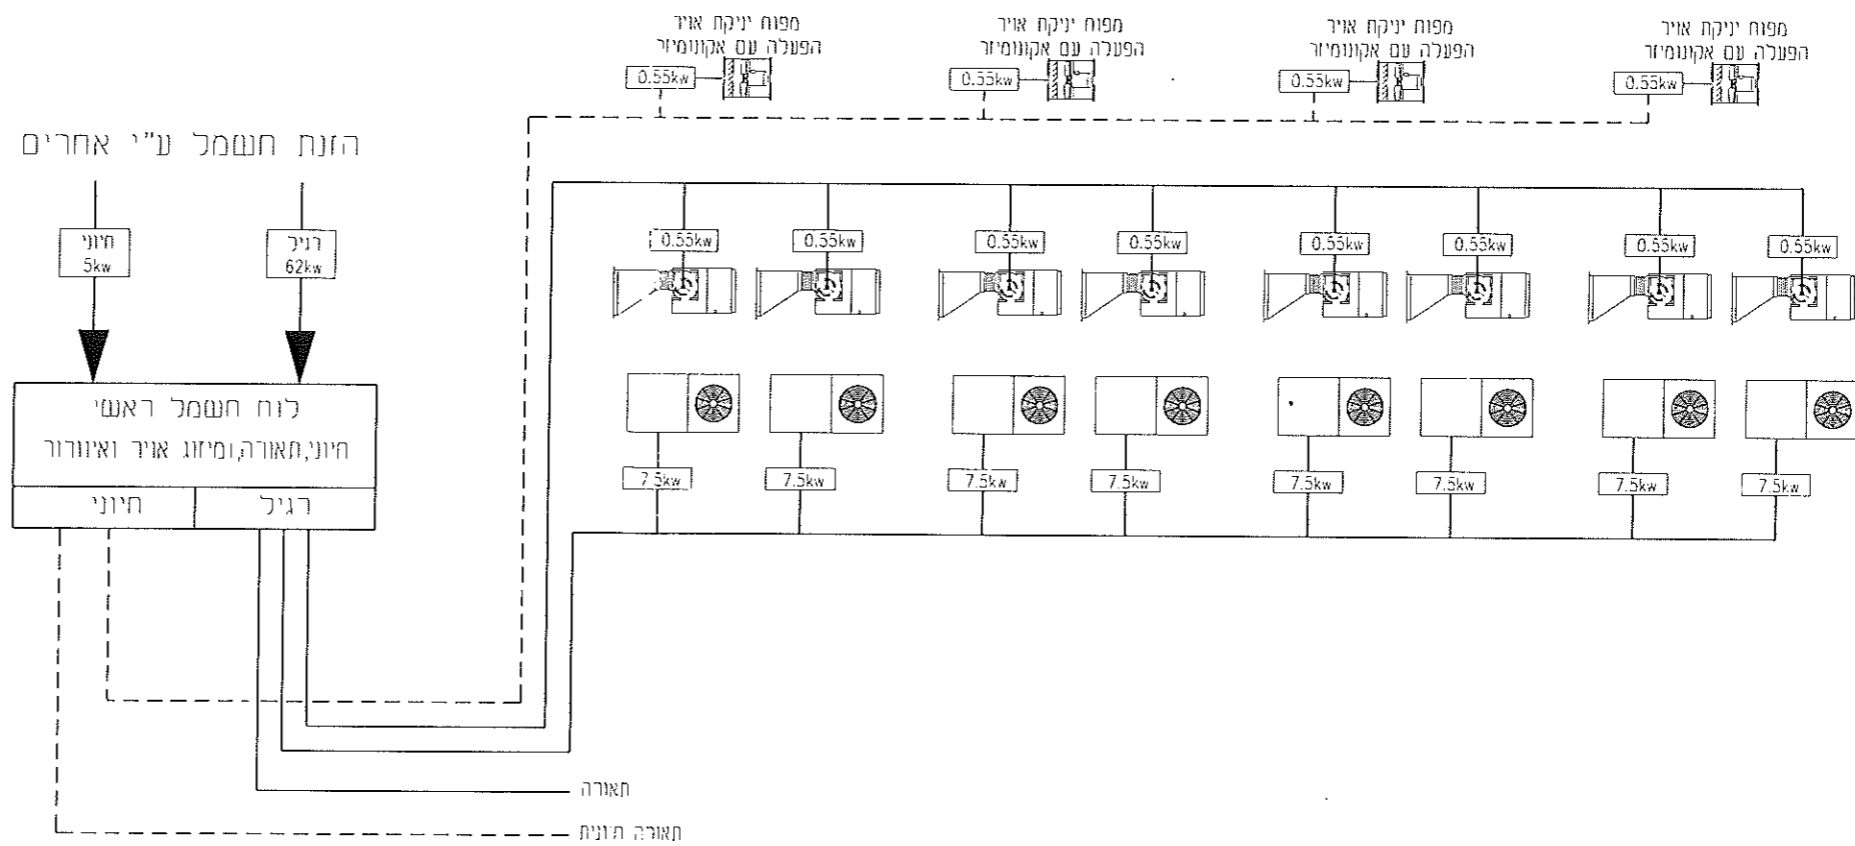 מפוח יניקת אויר
הפעלה עם אקונומיזר
0.55kw
מפוח יניקת אויר
הפעלה עם אקונומיזר
0.55kw
מפוח יניקת אויר
הפעלה עם אקונומיזר
0.55kw
מפוח יניקת אויר
הפעלה עם אקונומיזר
0.55kw
הזנת חשמל ע"י אחרים
חיוני
5kw
רגיל
62kw
0.55kw
0.55kw
0.55kw
0.55kw
0.55kw
0.55kw
0.55kw
0.55kw
לוח חשמל ראשי
חיוני,תאורה,ומיזוג אויר ואיוורור
חיוני
רגיל
7.5kw
7.5kw
7.5kw
7.5kw
7.5kw
7.5kw
7.5kw
7.5kw
תאורה
תאורה חיונית